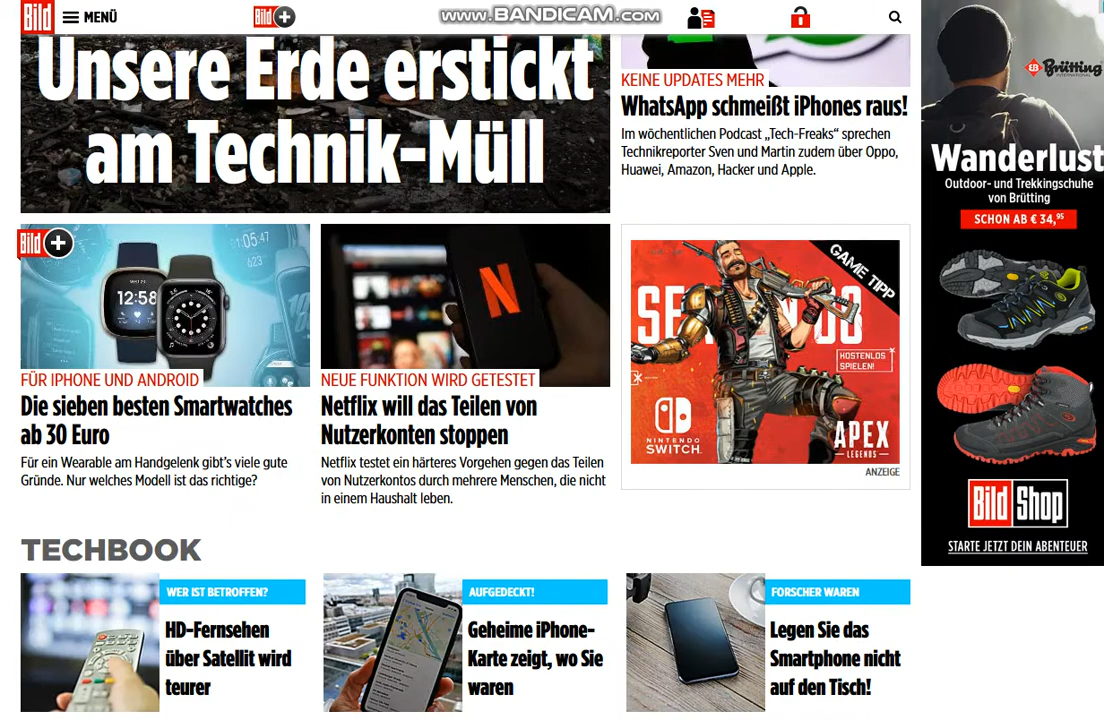 Bild
MENÜ
Bild +
www.BANDICAM.com
Unsere Erde erstickt
am Technik-Müll
KEINE UPDATES MEHR
WhatsApp schmeißt iPhones raus!
Im wöchentlichen Podcast „Tech-Freaks“ sprechen
Technikreporter Sven und Martin zudem über Oppo,
Huawei, Amazon, Hacker und Apple.
Bild +
12:58
FÜR IPHONE UND ANDROID
Die sieben besten Smartwatches
ab 30 Euro
Für ein Wearable am Handgelenk gibt’s viele gute
Gründe. Nur welches Modell ist das richtige?
N
NEUE FUNKTION WIRD GETESTET
Netflix will das Teilen von
Nutzerkonten stoppen
Netflix testet ein härteres Vorgehen gegen das Teilen
von Nutzerkontos durch mehrere Menschen, die nicht
in einem Haushalt leben.
GAME TIPP
HOSTENLOS
SPIELEN!
NINTENDO
SWITCH.
APEX
LEGENDS
ANZEIGE
Brütting
INTERNATIONAL
Wanderlust
Outdoor- und Trekkingschuhe
von Brütting
SCHON AB € 34,95
Bild Shop
STARTE JETZT DEIN ABENTEUER
TECHBOOK
WER IST BETROFFEN?
HD-Fernsehen
über Satellit wird
teurer
AUFGEDECKT!
Geheime iPhone-
Karte zeigt, wo Sie
waren
FORSCHER WAREN
Legen Sie das
Smartphone nicht
auf den Tisch!